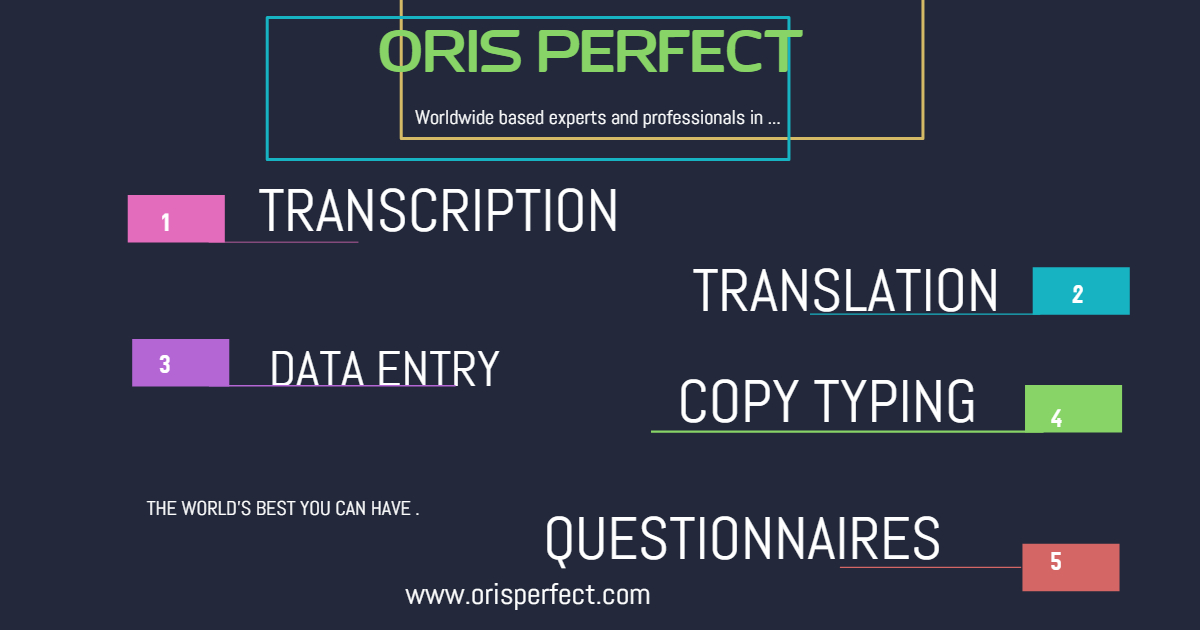 ORIS PERFECT
Worldwide based experts and professionals in ...
1 TRANSCRIPTION
TRANSLATION 2
3 DATA ENTRY
COPY TYPING 4
THE WORLD'S BEST YOU CAN HAVE .
QUESTIONNAIRES 5
www.orisperfect.com